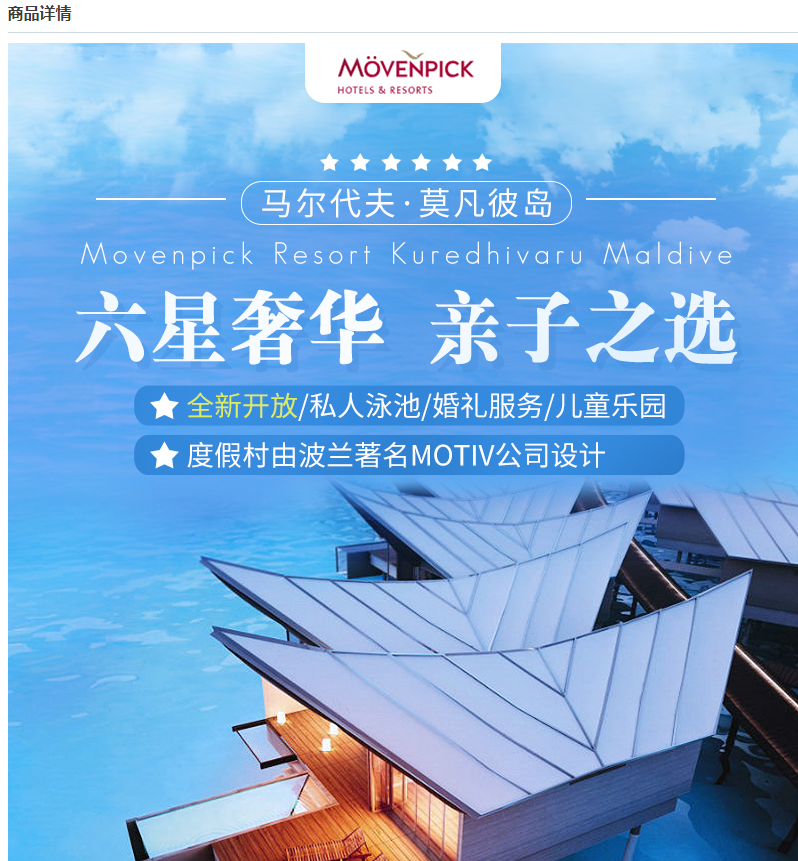 商品详情
MÖVENPICK
HOTELS & RESORTS
马尔代夫·莫凡彼岛
Movenpick Resort Kuredhivaru Maldive
六星奢华 亲子之选
全新开放/私人泳池/婚礼服务/儿童乐园
度假村由波兰著名MOTIV公司设计